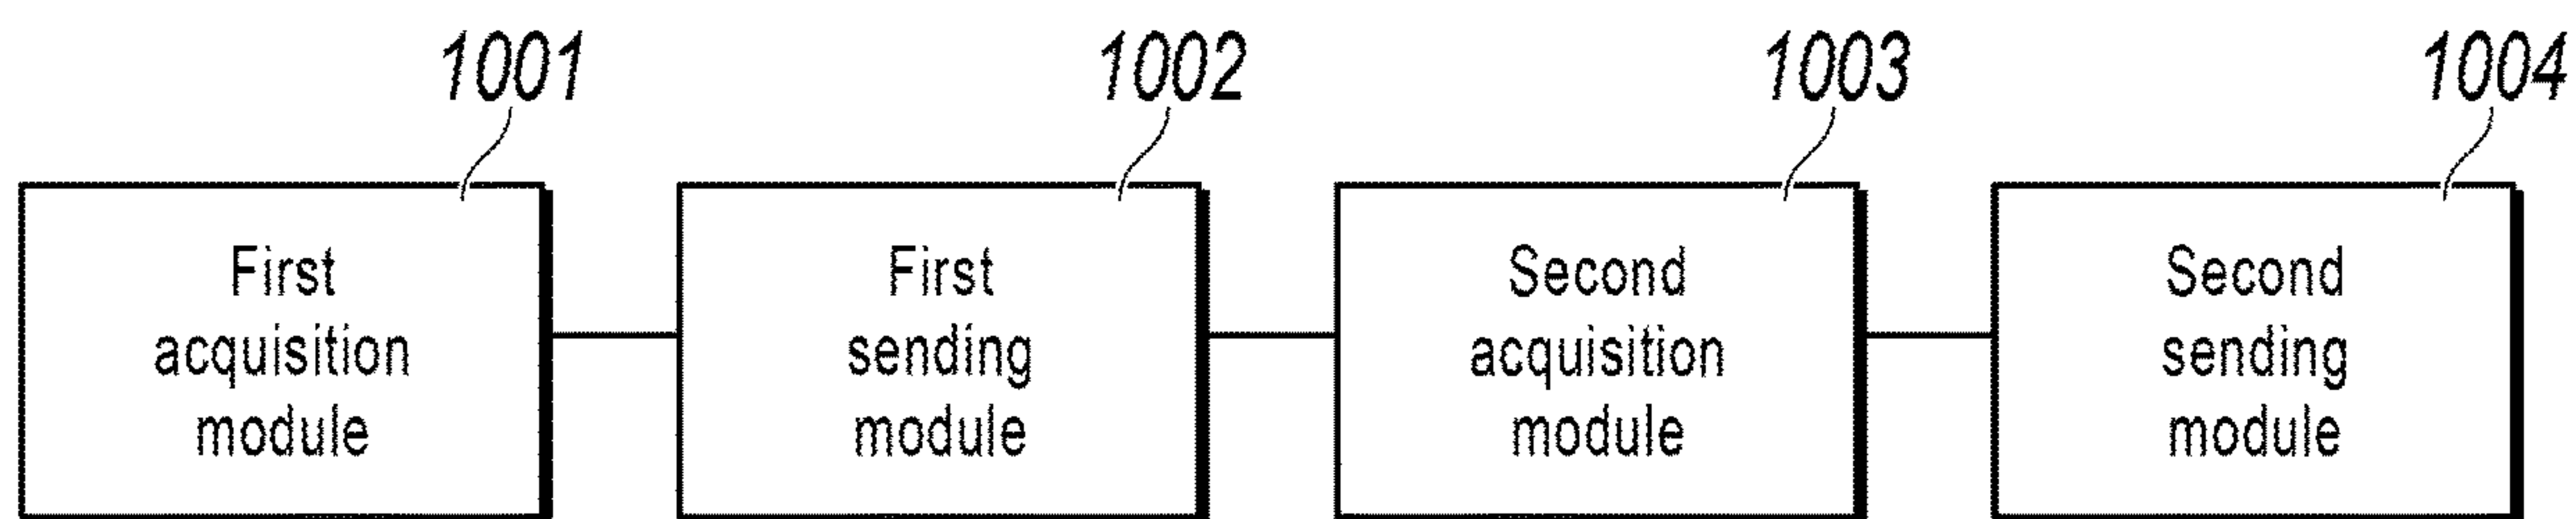 1001
1002
1003
1004
First
acquisition
module
First
sending
module
Second
acquisition
module
Second
sending
module